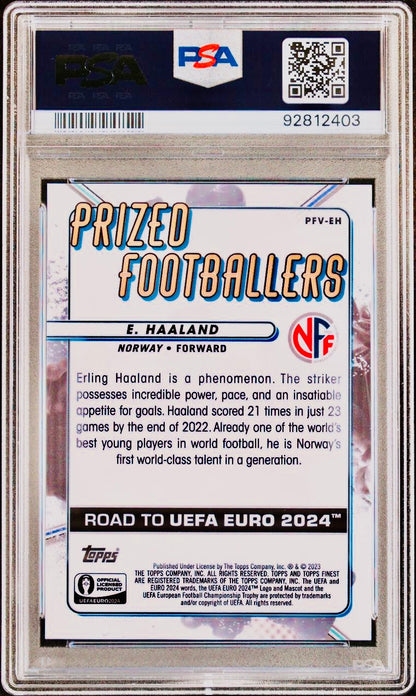 PSA
PSA
92812403
PFV-EH
PRIZED
FOOTBALLERS
E. HAALAND
NORWAY • FORWARD
NFF
Erling Haaland is a phenomenon. The striker
possesses incredible power, pace, and an insatiable
appetite for goals. Haaland scored 21 times in just 23
games by the end of 2022. Already one of the world's
best young players in world football, he is Norway's
first world-class talent in a generation.
ROAD TO UEFA EURO 2024™
Topps
OFFICIAL
LICENSED
PRODUCT
UEFA EURO2024
Published Under License by The Topps Company, Inc. ® & © 2023
THE TOPPS COMPANY, INC. ALL RIGHTS RESERVED. TOPPS AND TOPPS FINEST
ARE REGISTERED TRADEMARKS OF THE TOPPS COMPANY, INC. The UEFA and
EURO 2024 words, the UEFA EURO 2024™ Logo and Mascot and the
UEFA European Football Championship Trophy are protected by trademarks
and/or copyright of UEFA. All rights reserved.
PSA